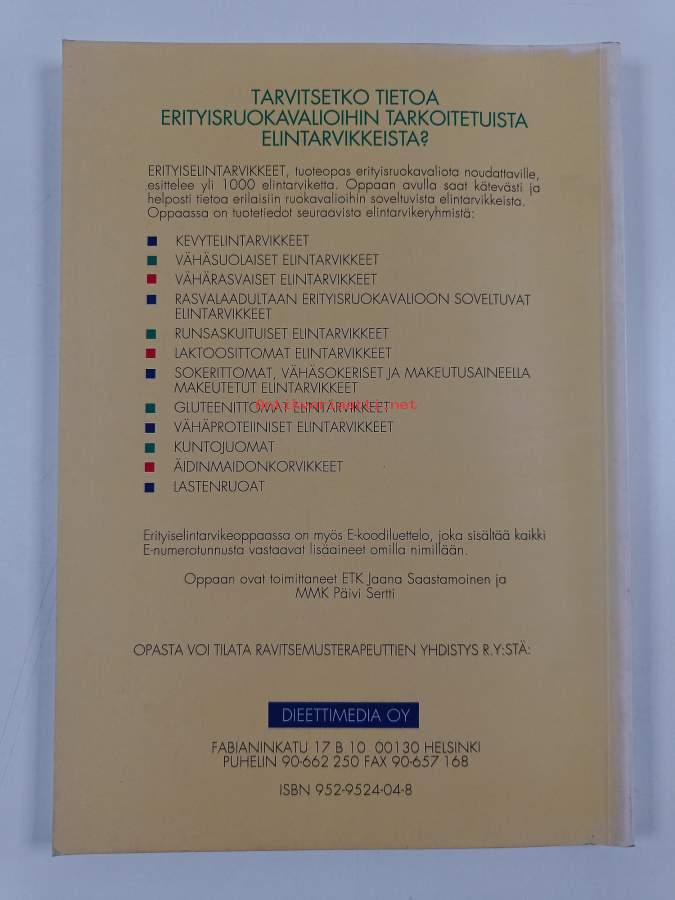 TARVITSETKO TIETOA
ERITYISRUOKAVALIOIHIN TARKOITETUISTA
ELINTARVIKKEISTA?
ERITYISELINTARVIKKEET, tuoteopas erityisruokavaliota noudattaville,
esittelee yli 1000 elintarviketta. Oppaan avulla saat kätevästi ja
helposti tietoa erilaisiin ruokavalioihin soveltuvista elintarvikkeista.
Oppaassa on tuotetiedot seuraavista elintarvikeryhmistä:
KEVYTELINTARVIKKEET
VÄHÄSUOLAISET ELINTARVIKKEET
VÄHÄRASVAISET ELINTARVIKKEET
RASVALAADULTAAN ERITYISRUOKAVALIOON SOVELTUVAT
ELINTARVIKKEET
RUNSASKUITUISET ELINTARVIKKEET
LAKTOOSITTOMAT ELINTARVIKKEET
SOKERITTOMAT, VÄHÄSOKERISET JA MAKEUTUSAINEELLA
MAKEUTETUT ELINTARVIKKEET
GLUTEENITTOMAT ELINTARVIKKEET
Antikvariaatti.net
VÄHÄPROTEIINISET ELINTARVIKKEET
KUNTOJUOMAT
ÄIDINMAIDONKORVIKKEET
LASTENRUOAT
Erityiselintarvikeoppaassa on myös E-koodiluettelo, joka sisältää kaikki
E-numerotunnusta vastaavat lisäaineet omilla nimillään.
Oppaan ovat toimittaneet ETK Jaana Saastamoinen ja
MMK Päivi Sertti
OPASTA VOI TILATA RAVITSEMUSTERAPEUTTIEN YHDISTYS R.Y:STÄ:
DIEETTIMEDIA OY
FABIANINKATU 17 B 10 00130 HELSINKI
PUHELIN 90-662 250 FAX 90-657 168
ISBN 952-9524-04-8